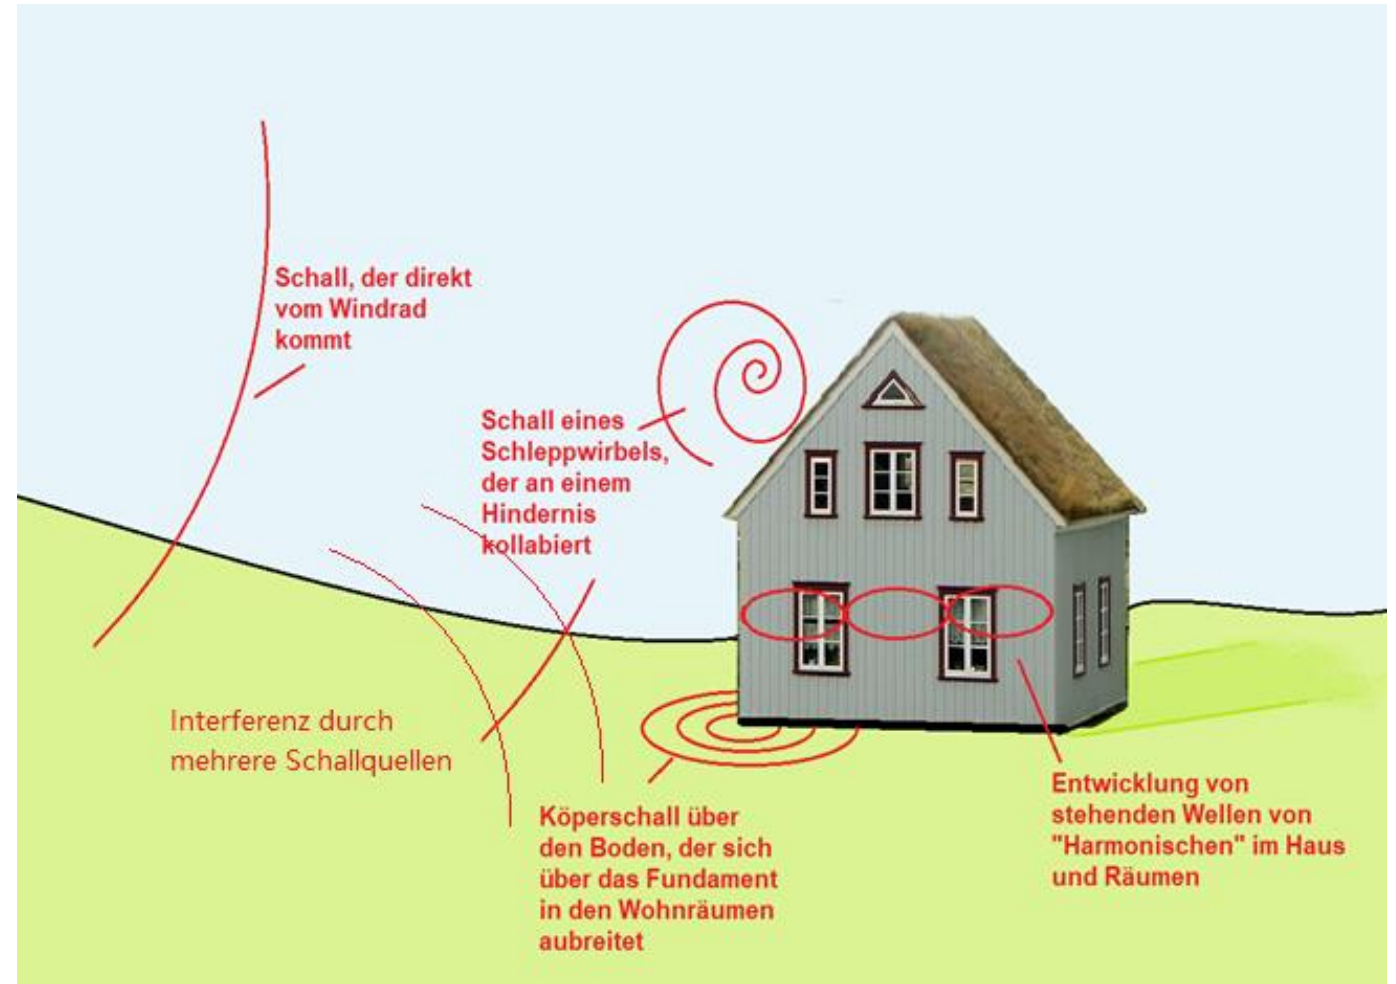 Schall, der direkt
vom Windrad
kommt
Schall eines
Schleppwirbels,
der an einem
Hindernis
kollabiert
Interferenz durch
mehrere Schallquellen
Köperschall über
den Boden, der sich
über das Fundament
in den Wohnräumen
aubreitet
Entwicklung von
stehenden Wellen von
"Harmonischen" im Haus
und Räumen